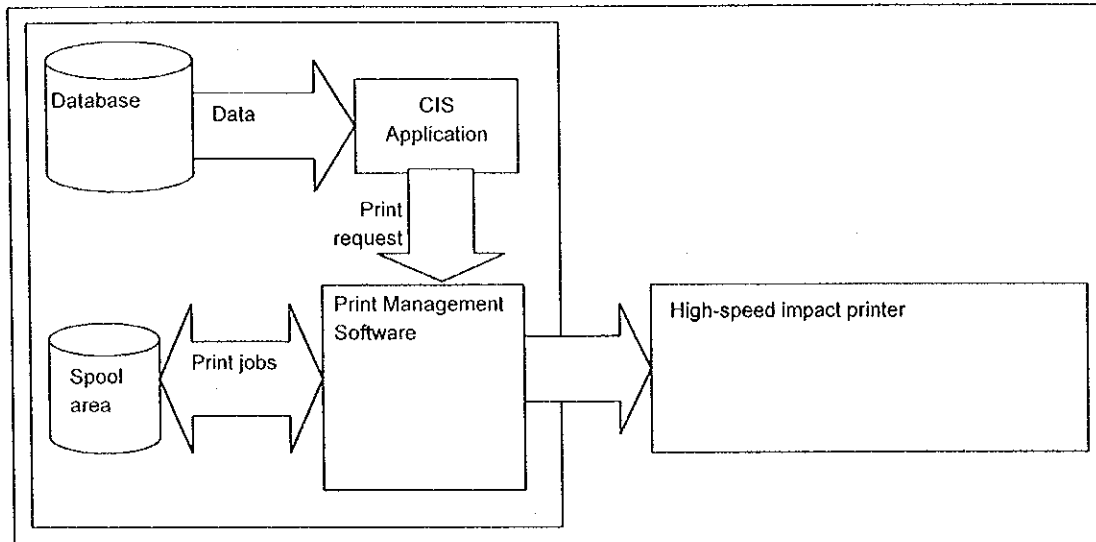 Database
Data
CIS
Application
Print
request
Print Management
Software
High-speed impact printer
Print jobs
Spool
area